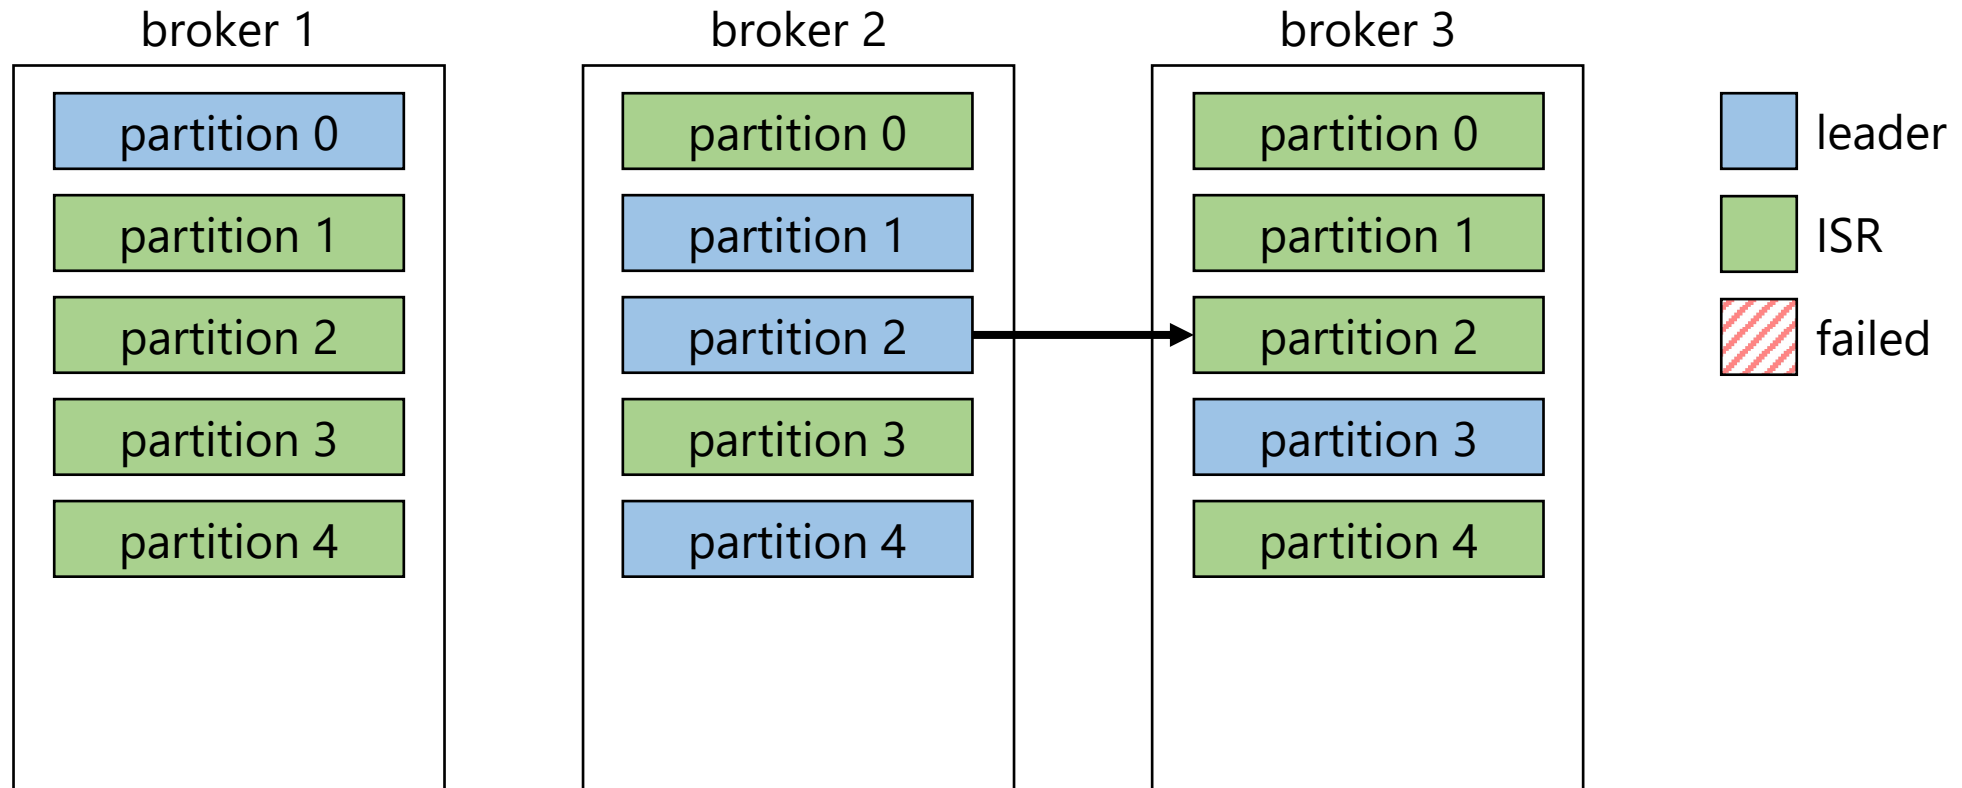 broker 1
partition 0
partition 1
partition 2
partition 3
partition 4
broker 2
partition 0
partition 1
partition 2
partition 3
partition 4
broker 3
partition 0
partition 1
partition 2
partition 3
partition 4
leader
ISR
failed